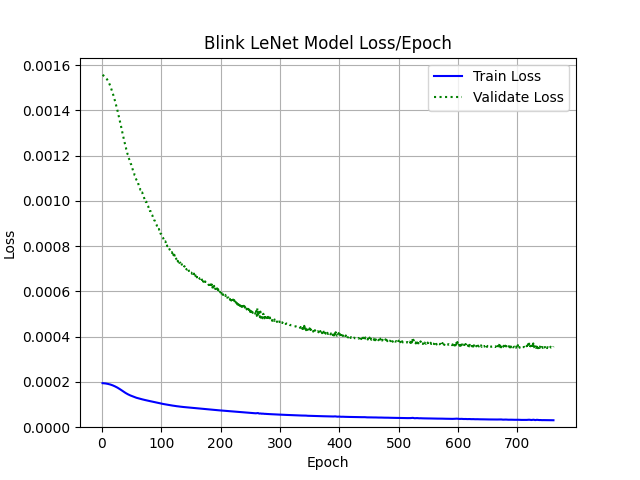 Blink LeNet Model Loss/Epoch
Train Loss
Validate Loss
0.0016
0.0014
0.0012
0.0010
0.0008
0.0006
0.0004
0.0002
0.0000
Loss
0 100 200 300 400 500 600 700
Epoch